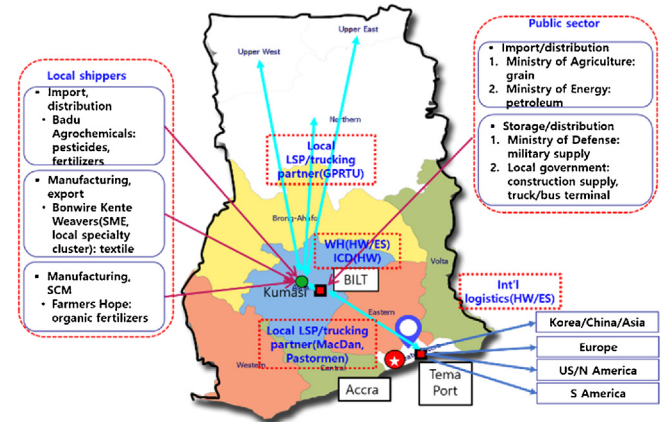 Local shippers
▪ Import,
distribution
• Badu
Agrochemicals:
pesticides,
fertilizers
▪ Manufacturing,
export
• Bonwire Kente
Weavers(SME,
local specialty
cluster): textile
▪ Manufacturing,
SCM
• Farmers Hope:
organic fertilizers
Upper West
Upper East
Northern
Local
LSP/trucking
partner(GPRTU)
Brong-Ahafo
WH(HW/ES)
ICD(HW)
BILT
Kumasi
Volta
Eastern
Local LSP/trucking
partner(MacDan,
Pastormen)
Western
Central
Accra
Tema
Port
Public sector
▪ Import/distribution
1. Ministry of Agriculture:
grain
2. Ministry of Energy:
petroleum
▪ Storage/distribution
1. Ministry of Defense:
military supply
2. Local government:
construction supply,
truck/bus terminal
Int'l
logistics(HW/ES)
Korea/China/Asia
Europe
US/N America
S America